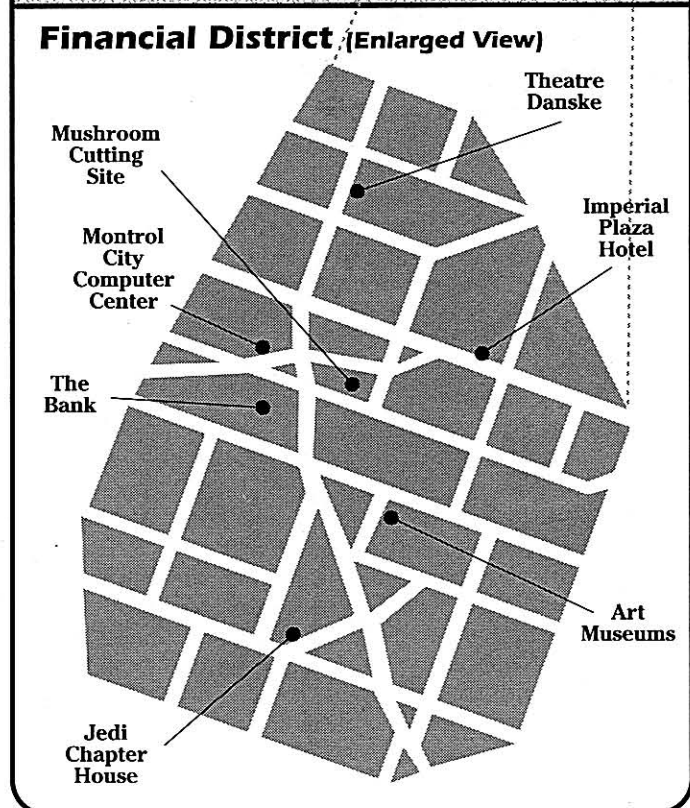 Financial District (Enlarged View)
Theatre
Danske
Mushroom
Cutting
Site
Imperial
Plaza
Hotel
Montrol
City
Computer
Center
The
Bank
Art
Museums
Jedi
Chapter
House